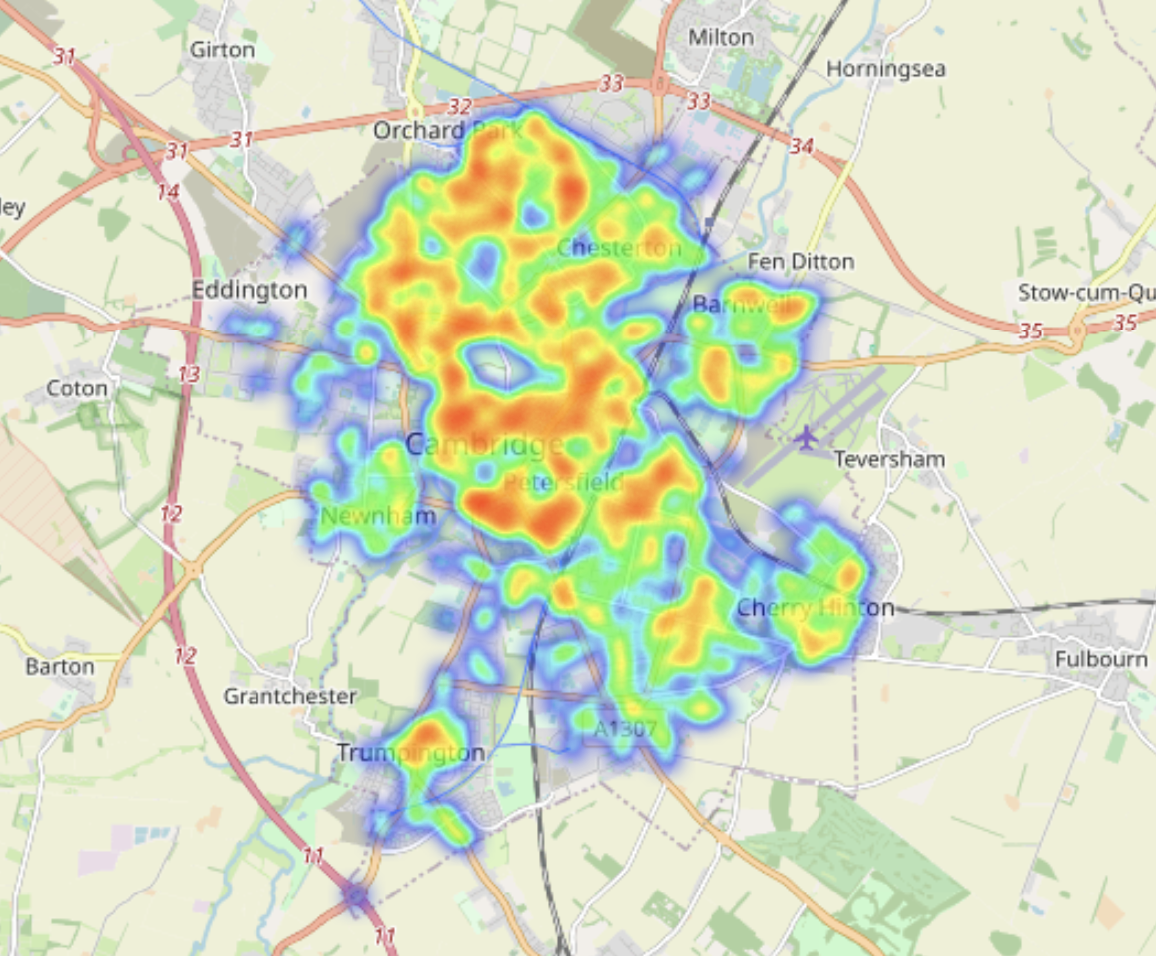 Milton
Girton
31
Horningsea
33
33
32
Orchard Park
31
34
31
14
ley
Chesterton
Fen Ditton
Eddington
Stow-cum-Qu
Barnwell
35
35
13
Coton
Cambridge
Teversham
Petersfield
12
Newnham
Cherry Hinton
12
Fulbourn
Barton
Grantchester
A1307
Trumpington
11
11